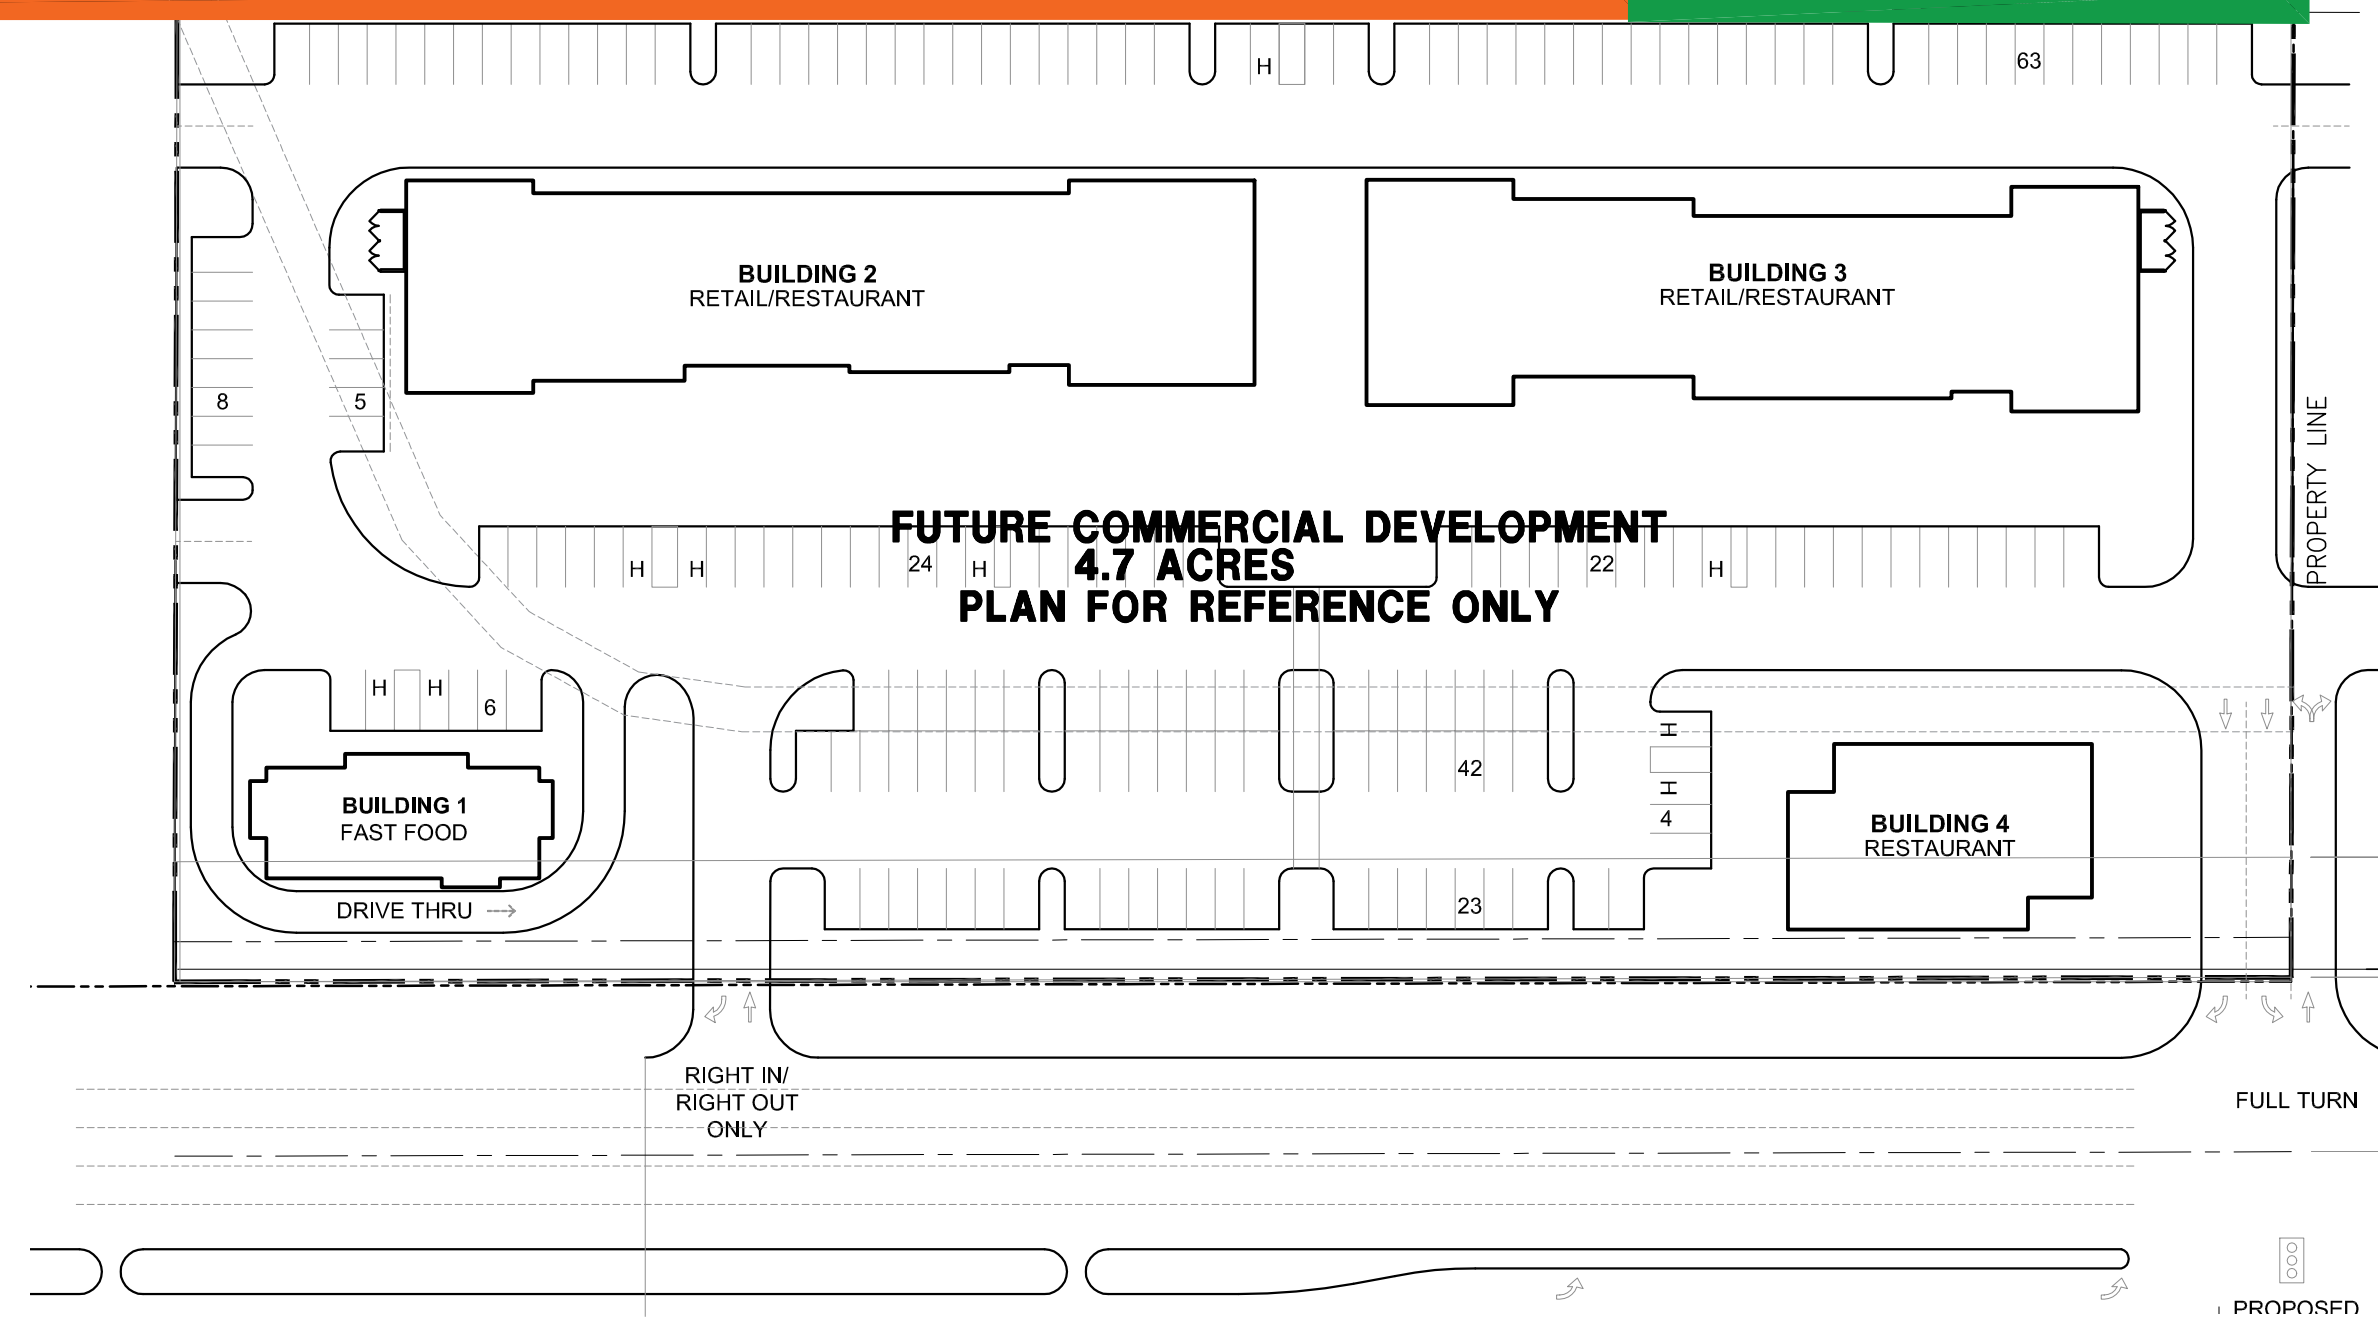 H
63
BUILDING 2
RETAIL/RESTAURANT
BUILDING 3
RETAIL/RESTAURANT
8
5
PROPERTY LINE
FUTURE COMMERCIAL DEVELOPMENT
4.7 ACRES
PLAN FOR REFERENCE ONLY
H
H
24
H
22
H
H
H
6
H
H
4
42
BUILDING 1
FAST FOOD
BUILDING 4
RESTAURANT
23
DRIVE THRU
RIGHT IN/
RIGHT OUT
ONLY
FULL TURN
PROPOSED